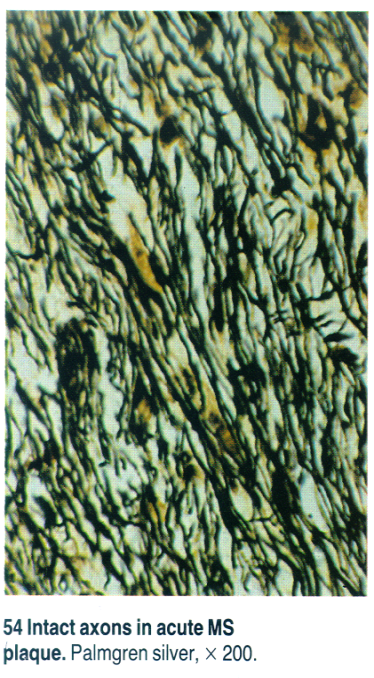 54 Intact axons in acute MS
plaque. Palmgren silver, × 200.